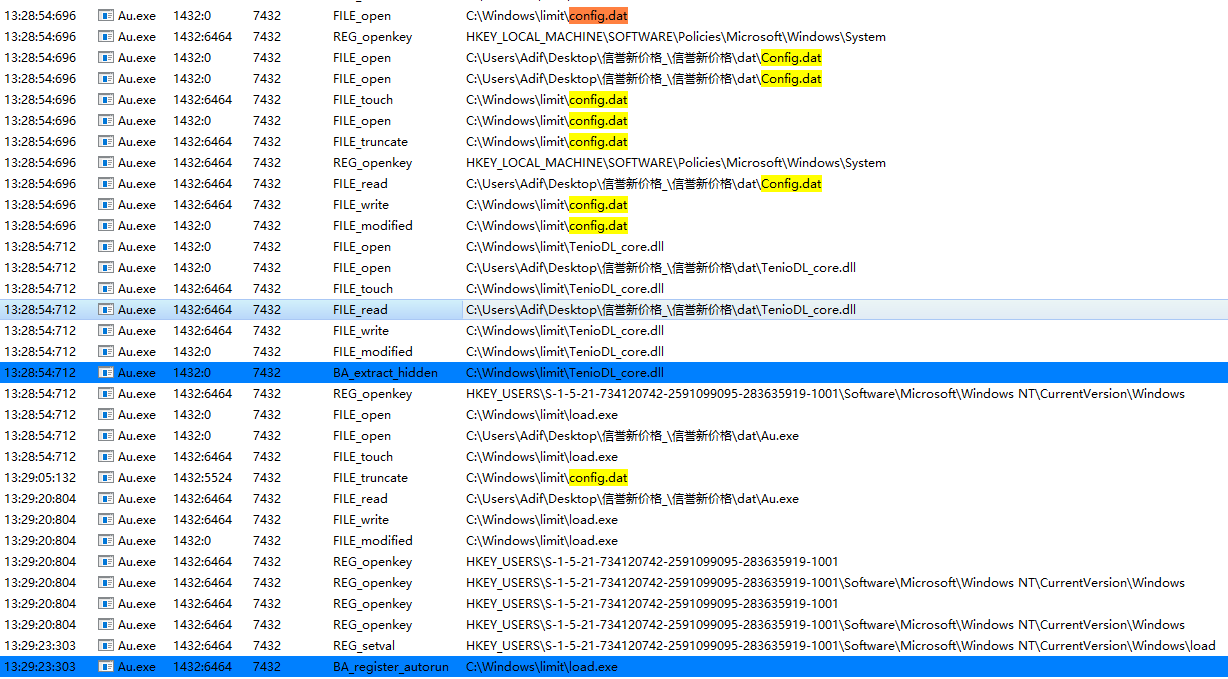 13:28:54:696 Au.exe 1432:0 7432 FILE_open C:\Windows\limit\config.dat
13:28:54:696 Au.exe 1432:6464 7432 REG_openkey HKEY_LOCAL_MACHINE\SOFTWARE\Policies\Microsoft\Windows\System
13:28:54:696 Au.exe 1432:0 7432 FILE_open C:\Users\Adif\Desktop\信誉新价格_\信誉新价格\dat\Config.dat
13:28:54:696 Au.exe 1432:0 7432 FILE_open C:\Users\Adif\Desktop\信誉新价格_\信誉新价格\dat\Config.dat
13:28:54:696 Au.exe 1432:6464 7432 FILE_touch C:\Windows\limit\config.dat
13:28:54:696 Au.exe 1432:0 7432 FILE_open C:\Windows\limit\config.dat
13:28:54:696 Au.exe 1432:6464 7432 FILE_truncate C:\Windows\limit\config.dat
13:28:54:696 Au.exe 1432:6464 7432 REG_openkey HKEY_LOCAL_MACHINE\SOFTWARE\Policies\Microsoft\Windows\System
13:28:54:696 Au.exe 1432:6464 7432 FILE_read C:\Users\Adif\Desktop\信誉新价格_\信誉新价格\dat\Config.dat
13:28:54:696 Au.exe 1432:6464 7432 FILE_write C:\Windows\limit\config.dat
13:28:54:696 Au.exe 1432:0 7432 FILE_modified C:\Windows\limit\config.dat
13:28:54:712 Au.exe 1432:0 7432 FILE_open C:\Windows\limit\TenioDL_core.dll
13:28:54:712 Au.exe 1432:0 7432 FILE_open C:\Users\Adif\Desktop\信誉新价格_\信誉新价格\dat\TenioDL_core.dll
13:28:54:712 Au.exe 1432:6464 7432 FILE_touch C:\Windows\limit\TenioDL_core.dll
13:28:54:712 Au.exe 1432:6464 7432 FILE_read C:\Users\Adif\Desktop\信誉新价格_\信誉新价格\dat\TenioDL_core.dll
13:28:54:712 Au.exe 1432:6464 7432 FILE_write C:\Windows\limit\TenioDL_core.dll
13:28:54:712 Au.exe 1432:0 7432 FILE_modified C:\Windows\limit\TenioDL_core.dll
13:28:54:712 Au.exe 1432:0 7432 BA_extract_hidden C:\Windows\limit\TenioDL_core.dll
13:28:54:712 Au.exe 1432:6464 7432 REG_openkey HKEY_USERS\S-1-5-21-734120742-2591099095-283635919-1001\Software\Microsoft\Windows NT\CurrentVersion\Windows
13:28:54:712 Au.exe 1432:0 7432 FILE_open C:\Windows\limit\load.exe
13:28:54:712 Au.exe 1432:0 7432 FILE_open C:\Users\Adif\Desktop\信誉新价格_\信誉新价格\dat\Au.exe
13:28:54:712 Au.exe 1432:6464 7432 FILE_touch C:\Windows\limit\load.exe
13:29:05:132 Au.exe 1432:5524 7432 FILE_truncate C:\Windows\limit\config.dat
13:29:20:804 Au.exe 1432:6464 7432 FILE_read C:\Users\Adif\Desktop\信誉新价格_\信誉新价格\dat\Au.exe
13:29:20:804 Au.exe 1432:6464 7432 FILE_write C:\Windows\limit\load.exe
13:29:20:804 Au.exe 1432:0 7432 FILE_modified C:\Windows\limit\load.exe
13:29:20:804 Au.exe 1432:6464 7432 REG_openkey HKEY_USERS\S-1-5-21-734120742-2591099095-283635919-1001
13:29:20:804 Au.exe 1432:6464 7432 REG_openkey HKEY_USERS\S-1-5-21-734120742-2591099095-283635919-1001\Software\Microsoft\Windows NT\CurrentVersion\Windows
13:29:20:804 Au.exe 1432:6464 7432 REG_openkey HKEY_USERS\S-1-5-21-734120742-2591099095-283635919-1001
13:29:20:804 Au.exe 1432:6464 7432 REG_openkey HKEY_USERS\S-1-5-21-734120742-2591099095-283635919-1001\Software\Microsoft\Windows NT\CurrentVersion\Windows
13:29:23:303 Au.exe 1432:6464 7432 REG_setval HKEY_USERS\S-1-5-21-734120742-2591099095-283635919-1001\Software\Microsoft\Windows NT\CurrentVersion\Windows\load
13:29:23:303 Au.exe 1432:6464 7432 BA_register_autorun C:\Windows\limit\load.exe